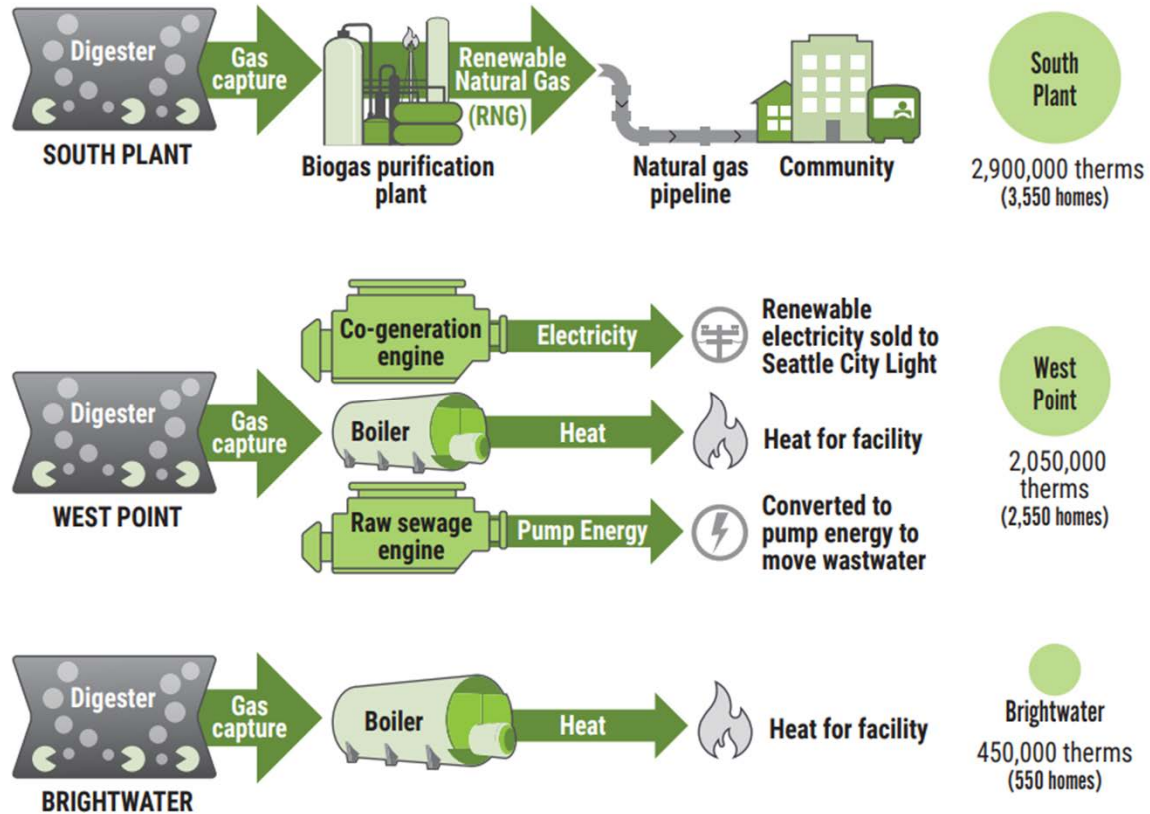 Digester
Gas
capture
Renewable
Natural Gas
(RNG)
SOUTH PLANT
Biogas purification
plant
Natural gas
pipeline
Community
South
Plant
2,900,000 therms
(3,550 homes)
Digester
Gas
capture
WEST POINT
Co-generation
engine
Electricity
Renewable
electricity sold to
Seattle City Light
Boiler
Heat
Heat for facility
Raw sewage
engine
Pump Energy
Converted to
pump energy to
move wastwater
West
Point
2,050,000
therms
(2,550 homes)
Digester
Gas
capture
BRIGHTWATER
Boiler
Heat
Heat for facility
Brightwater
450,000 therms
(550 homes)